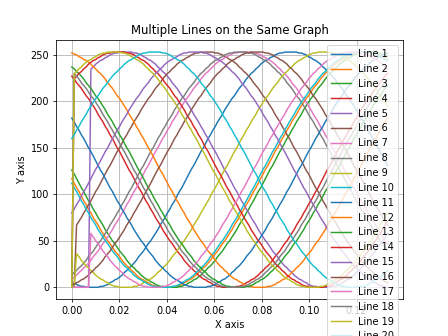 Multiple Lines on the Same Graph
Y axis
250
200
150
100
50
0
0.00
0.02
0.04
0.06
0.08
0.10
X axis
Line 1
Line 2
Line 3
Line 4
Line 5
Line 6
Line 7
Line 8
Line 9
Line 10
Line 11
Line 12
Line 13
Line 14
Line 15
Line 16
Line 17
Line 18
Line 19
Line 20